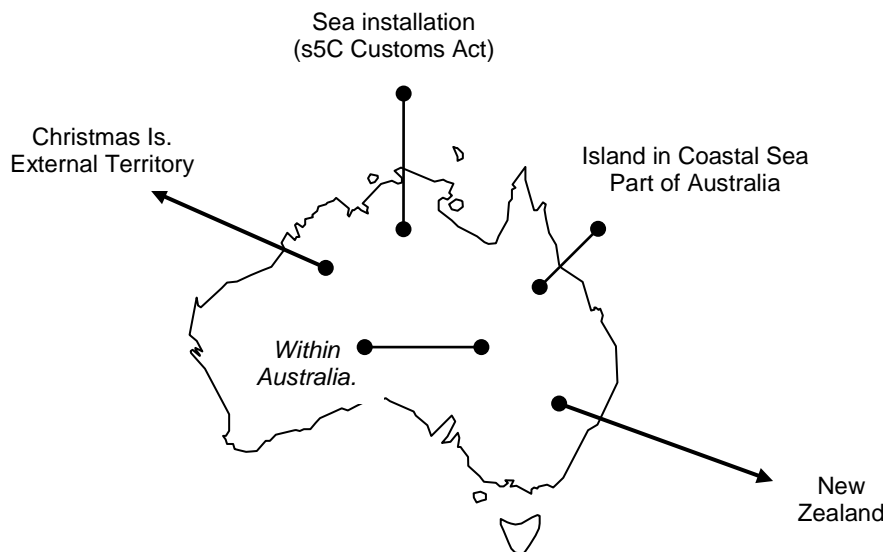 Sea installation
(s5C Customs Act)
Christmas Is.
External Territory
Island in Coastal Sea
Part of Australia
Within
Australia.
New
Zealand